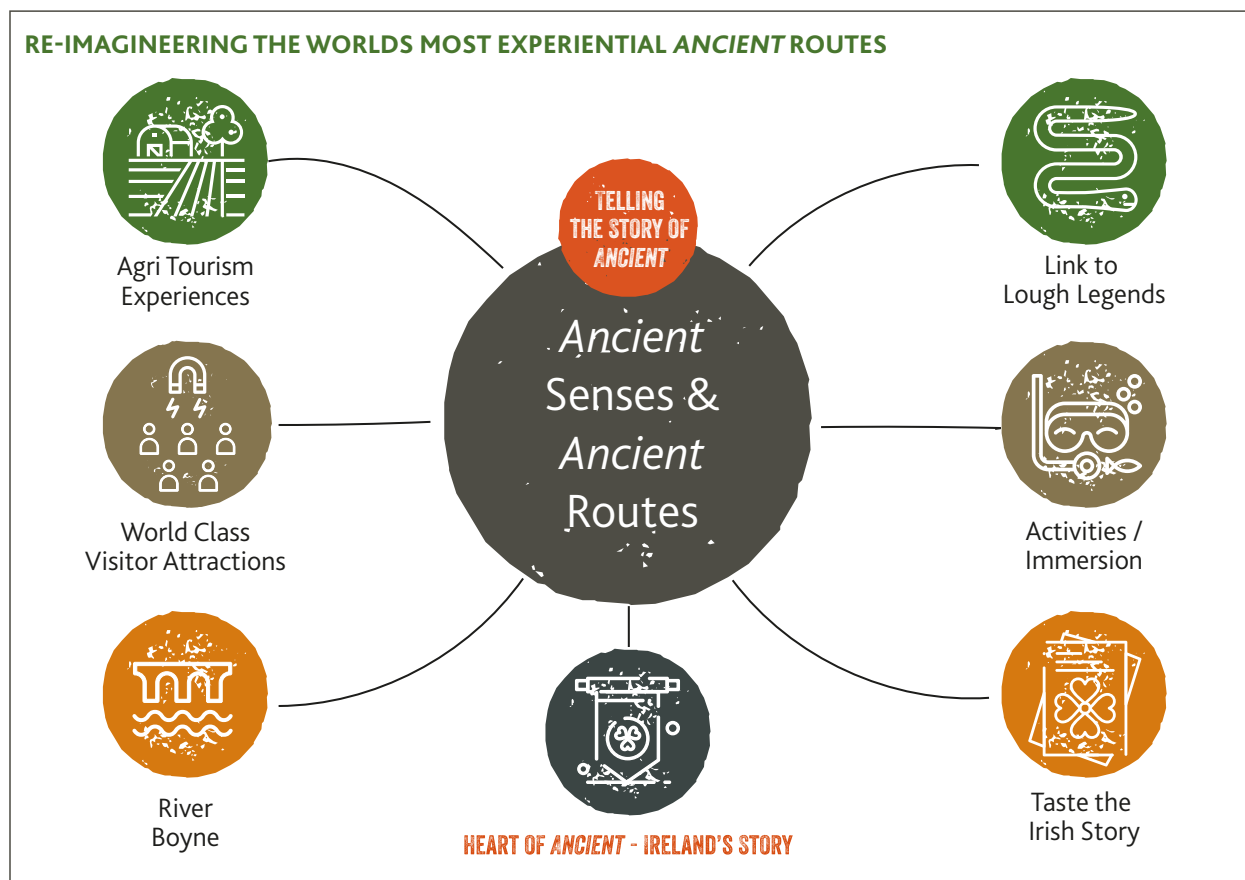 RE-IMAGINEERING THE WORLDS MOST EXPERIENTIAL ANCIENT ROUTES
TELLING
THE STORY OF
ANCIENT
Ancient
Senses &
Ancient
Routes
Agri Tourism
Experiences
World Class
Visitor Attractions
River
Boyne
HEART OF ANCIENT - IRELAND'S STORY
Link to
Lough Legends
Activities /
Immersion
Taste the
Irish Story